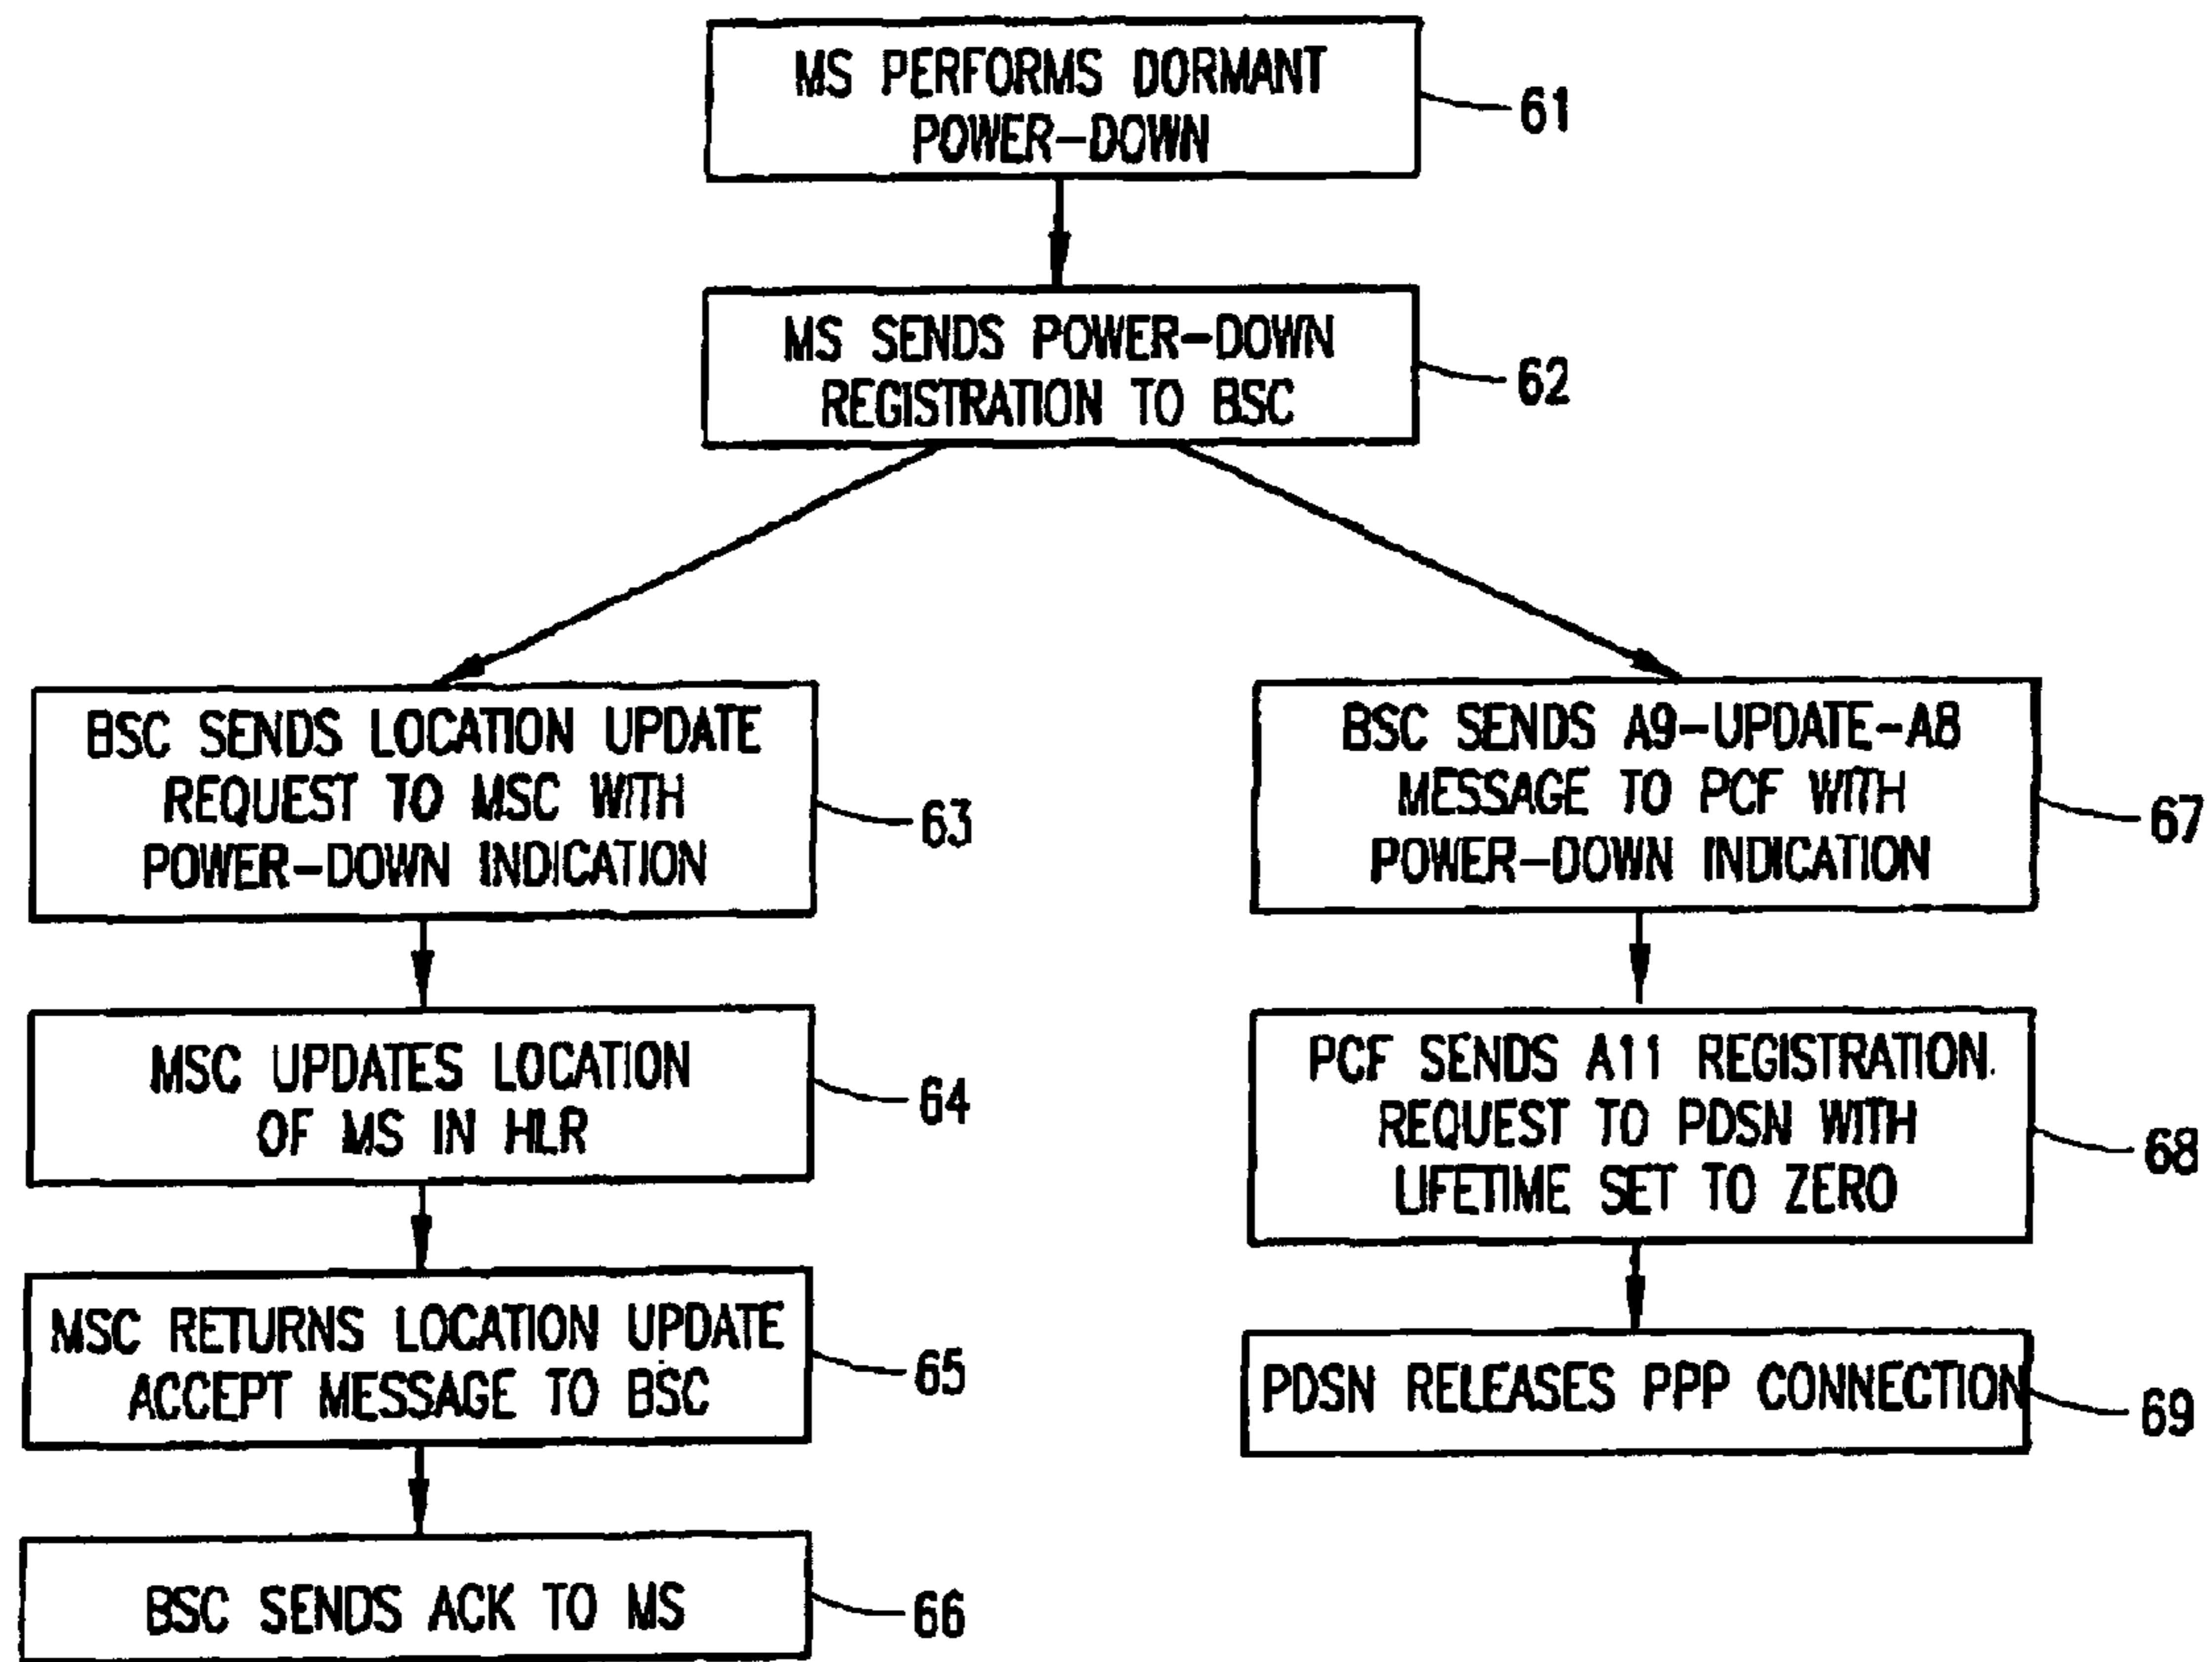 MS PERFORMS DORMANT
POWER-DOWN
61
MS SENDS POWER-DOWN
REGISTRATION TO BSC
62
BSC SENDS LOCATION UPDATE
REQUEST TO MSC WITH
POWER-DOWN INDICATION
63
MSC UPDATES LOCATION
OF MS IN HLR
64
MSC RETURNS LOCATION UPDATE
ACCEPT MESSAGE TO BSC
65
BSC SENDS ACK TO MS
66
BSC SENDS A9-UPDATE-A8
MESSAGE TO PCF WITH
POWER-DOWN INDICATION
67
PCF SENDS A11 REGISTRATION
REQUEST TO PDSN WITH
LIFETIME SET TO ZERO
68
PDSN RELEASES PPP CONNECTION
69